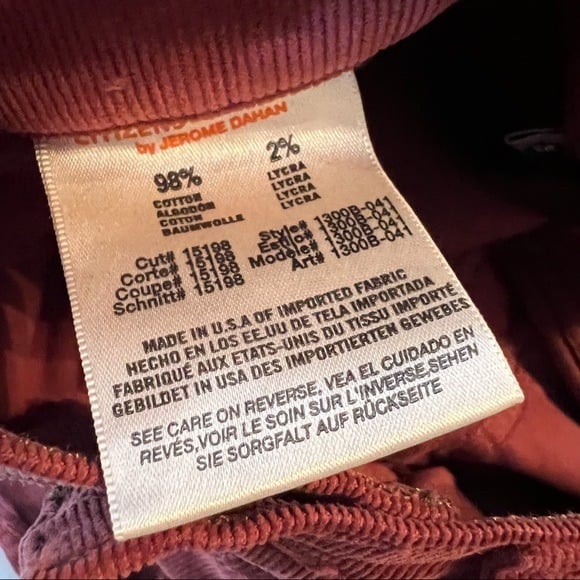 CITIZENS
by JEROME DAHAN
98%
COTTON
ALGODÓN
COTON
BAUMWOLLE
2%
LYCRA
LYCRA
LYCRA
LYCRA
Cut# 15198
Corte# 15198
Coupe# 15198
Schnitt# 15198
Style# 1300B-041
Estilo# 1300B-041
Modele# 1300B-041
Art# 1300B-041
MADE IN U.S.A OF IMPORTED FABRIC
HECHO EN LOS EE.UU DE TELA IMPORTADA
FABRIQUÉ AUX ETATS-UNIS DU TISSU IMPORTÉ
GEBILDET IN USA DES IMPORTIERTEN GEWEBES
SEE CARE ON REVERSE, VEA EL CUIDADO EN
REVÉS,VOIR LE SOIN SUR L'INVERSE,SEHEN
SIE SORGFALT AUF RÜCKSEITE